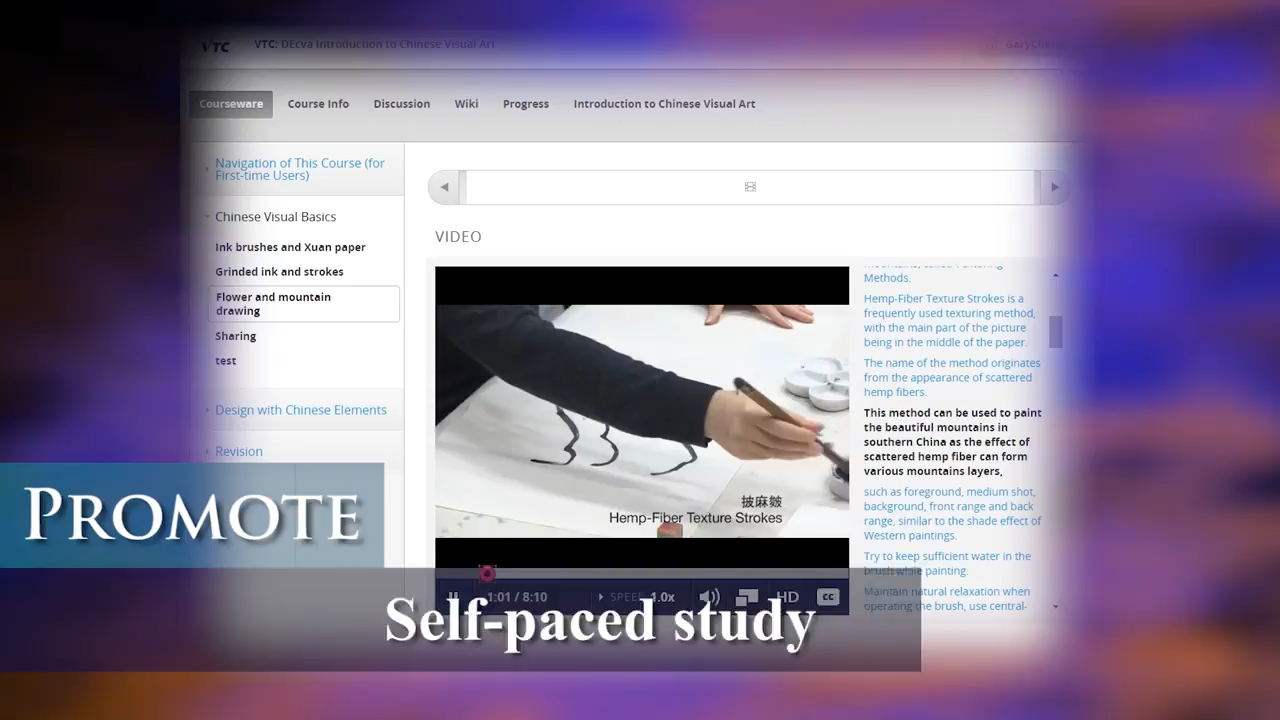 VTC
VTC: DEcva Introduction to Chinese Visual Art
Courseware
Course Info
Discussion
Wiki
Progress
Introduction to Chinese Visual Art
Navigation of This Course (for
First-time Users)
Chinese Visual Basics
Ink brushes and Xuan paper
Grinded ink and strokes
Flower and mountain
drawing
Sharing
test
Design with Chinese Elements
Revision
VIDEO
披麻皴
Hemp-Fiber Texture Strokes
1:01 / 8:10
SPEED
1.0x
HD
CC
Methods.
Hemp-Fiber Texture Strokes is a
frequently used texturing method,
with the main part of the picture
being in the middle of the paper.
The name of the method originates
from the appearance of scattered
hemp fibers.
This method can be used to paint
the beautiful mountains in
southern China as the effect of
scattered hemp fiber can form
various mountains layers,
such as foreground, medium shot,
background, front range and back
range, similar to the shade effect of
Western paintings.
Try to keep sufficient water in the
brush while painting.
Maintain natural relaxation when
operating the brush, use central-
PROMOTE
Self-paced study